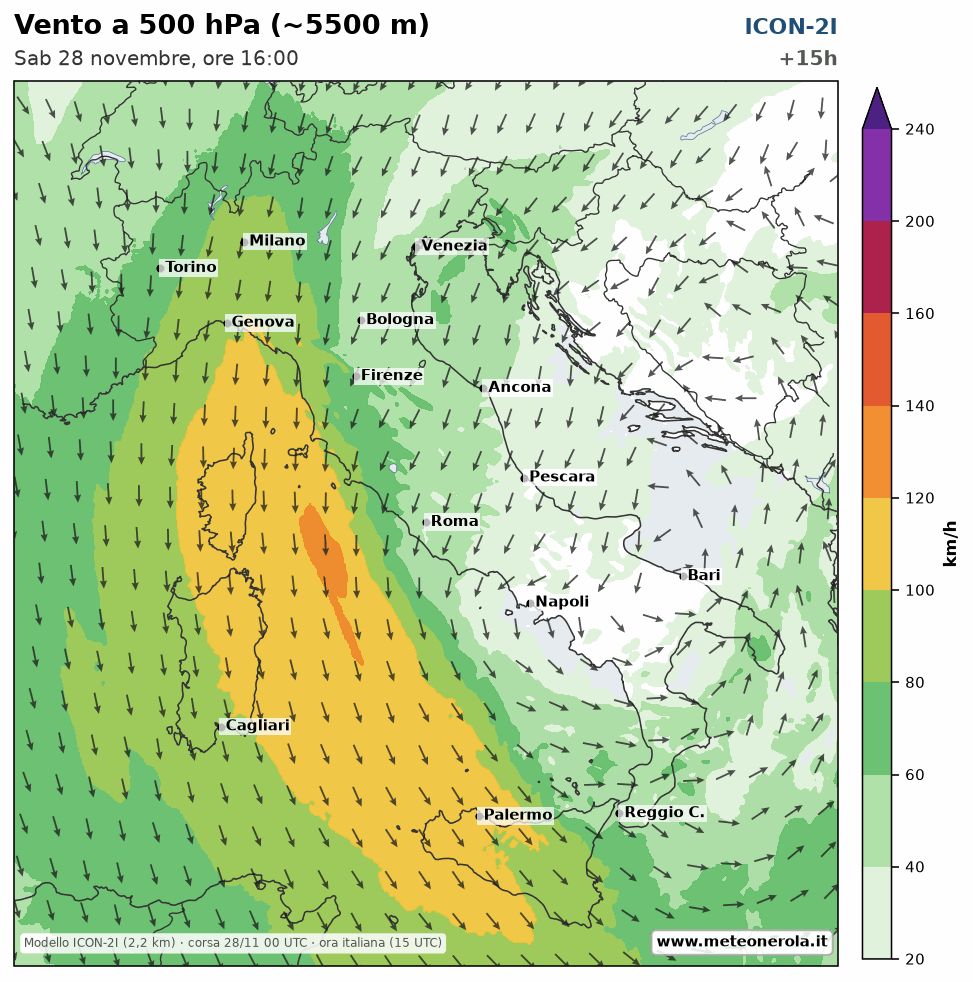 Vento a 500 hPa (~5500 m)
ICON-2I
Sab 28 novembre, ore 16:00
+15h
240
200
160
140
120
100
80
60
40
20
km/h
Milano
Venezia
Torino
Genova
Bologna
Firenze
Ancona
Pescara
Roma
Bari
Napoli
Cagliari
Palermo
Reggio C.
Modello ICON-2I (2,2 km) · corsa 28/11 00 UTC · ora italiana (15 UTC)
www.meteonerola.it